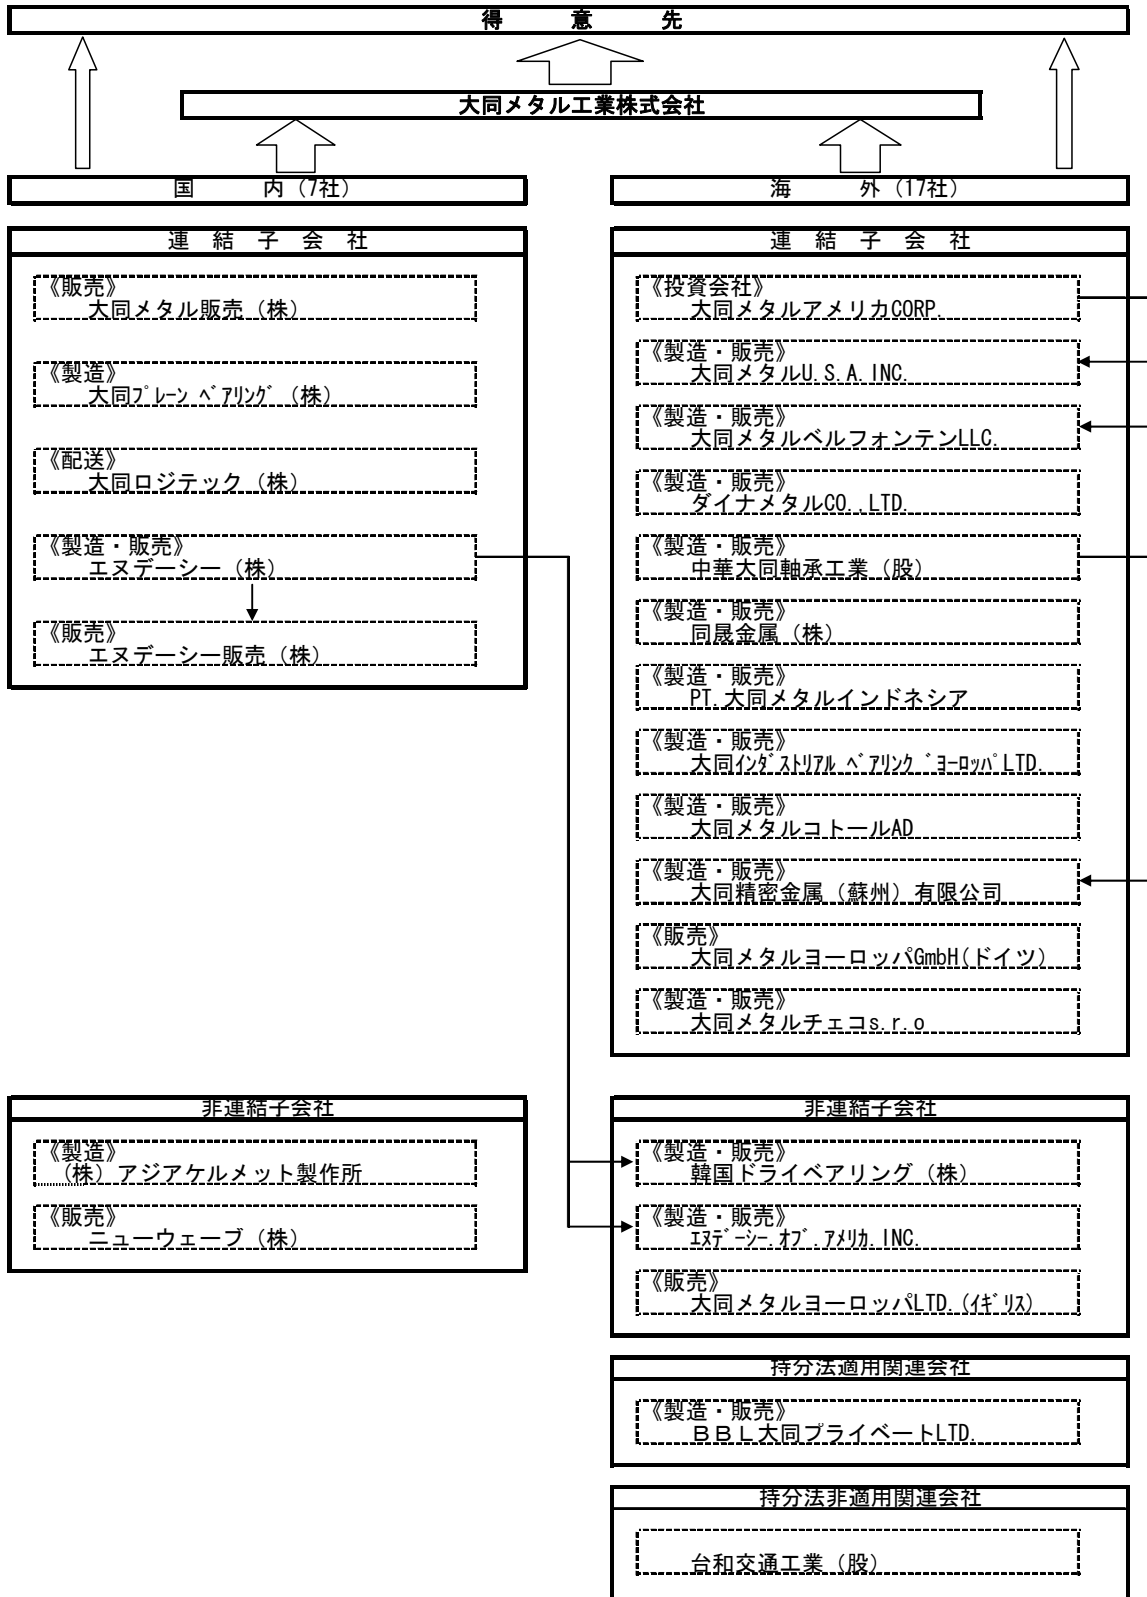 得　意　先
大同メタル工業株式会社
国　内（7社）
海　外（17社）
連結子会社
《販売》
大同メタル販売（株）
《製造》
大同ﾌﾟﾚｰﾝ ﾍﾞｱﾘﾝｸﾞ（株）
《配送》
大同ロジテック（株）
《製造・販売》
エヌデーシー（株）
《販売》
エヌデーシー販売（株）
連結子会社
《投資会社》
大同メタルアメリカCORP.
《製造・販売》
大同メタルU.S.A.INC.
《製造・販売》
大同メタルベルフォンテンLLC.
《製造・販売》
ダイナメタルCO.,LTD.
《製造・販売》
中華大同軸承工業（股）
《製造・販売》
同晟金属（株）
《製造・販売》
PT.大同メタルインドネシア
《製造・販売》
大同ｲﾝﾀﾞｽﾄﾘｱﾙ ﾍﾞｱﾘﾝｸ ﾞﾖｰﾛｯﾊﾟLTD.
《製造・販売》
大同メタルコトールAD
《製造・販売》
大同精密金属（蘇州）有限公司
《販売》
大同メタルヨーロッパGmbH(ドイツ)
《製造・販売》
大同メタルチェコs.r.o
非連結子会社
《製造》
（株）アジアケルメット製作所
《販売》
ニューウェーブ（株）
非連結子会社
《製造・販売》
韓国ドライベアリング（株）
《製造・販売》
ｴﾇﾃﾞｰｼｰ.ｵﾌﾞ.ｱﾒﾘｶ.INC.
《販売》
大同メタルヨーロッパLTD.(ｲｷﾞﾘｽ)
持分法適用関連会社
《製造・販売》
ＢＢＬ大同プライベートLTD.
持分法非適用関連会社
台和交通工業（股）